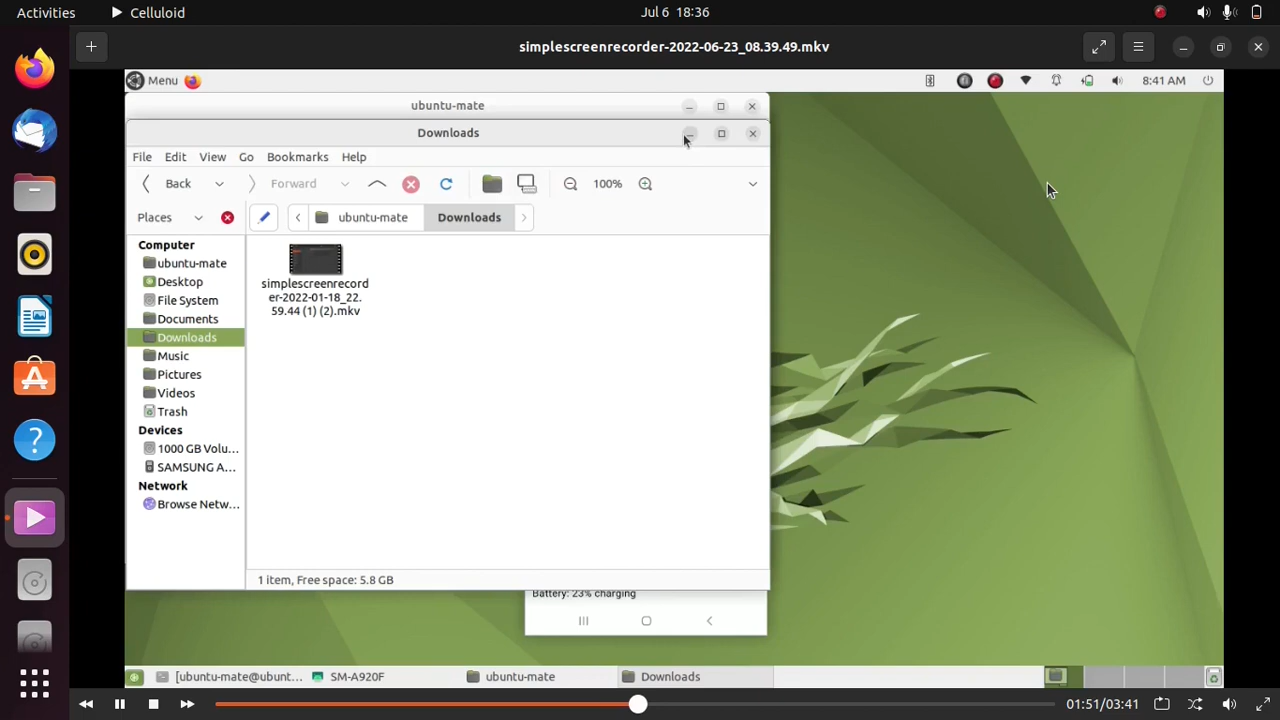 Activities Celluloid Jul 6 18:36
simplescreenrecorder-2022-06-23_08.39.49.mkv
Menu 8:41 AM
ubuntu-mate
Downloads
File Edit View Go Bookmarks Help
Back Forward 100%
Places ubuntu-mate Downloads
Computer
ubuntu-mate
Desktop
File System
Documents
Downloads
Music
Pictures
Videos
Trash
Devices
1000 GB Volu...
SAMSUNG A...
Network
Browse Netw...
simplescreenrecord
er-2022-01-18_22.
59.44 (1) (2).mkv
1 item, Free space: 5.8 GB
Battery: 23% charging
[ubuntu-mate@ubunt... SM-A920F ubuntu-mate Downloads
01:51/03:41